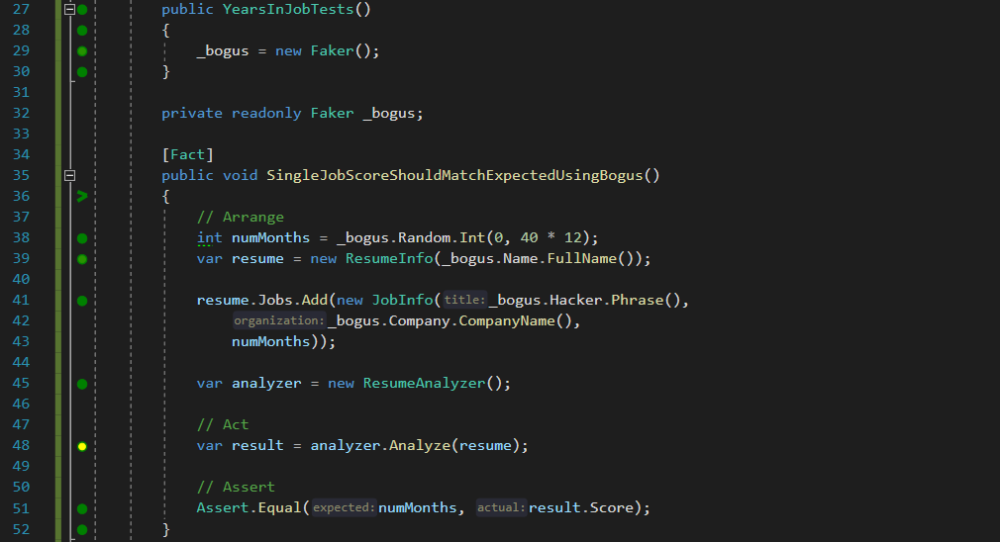 27 public YearsInJobTests()
28 {
29 _bogus = new Faker();
30 }
31
32 private readonly Faker _bogus;
33
34 [Fact]
35 public void SingleJobScoreShouldMatchExpectedUsingBogus()
36 {
37 // Arrange
38 int numMonths = _bogus.Random.Int(0, 40 * 12);
39 var resume = new ResumeInfo(_bogus.Name.FullName());
40
41 resume.Jobs.Add(new JobInfo(title: _bogus.Hacker.Phrase(),
42 organization: _bogus.Company.CompanyName(),
43 numMonths));
44
45 var analyzer = new ResumeAnalyzer();
46
47 // Act
48 var result = analyzer.Analyze(resume);
49
50 // Assert
51 Assert.Equal(expected: numMonths, actual: result.Score);
52 }